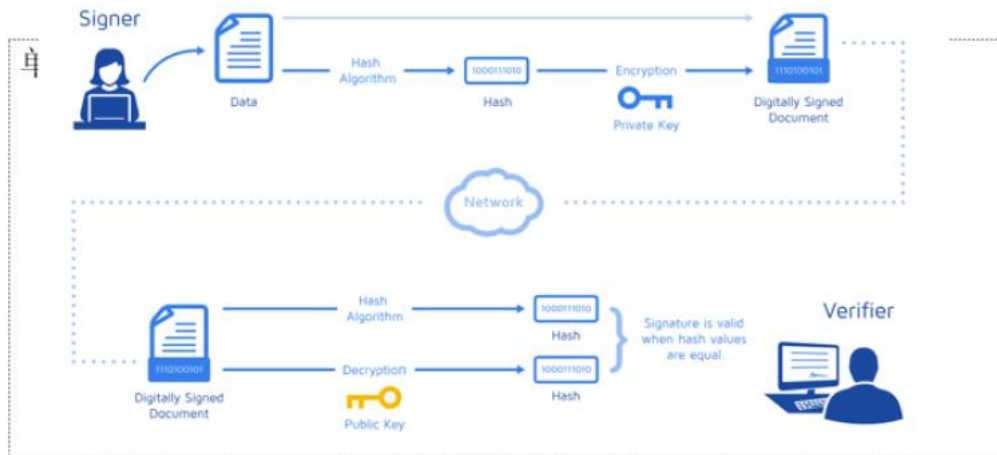 Signer
Hash
Algorithm
1000111010
Encryption
1110100101
Data
Hash
Private Key
Digitally Signed
Document
Network
Hash
Algorithm
1000111010
Hash
Signature is valid
when hash values
are equal.
Verifier
1110100101
Decryption
1000111010
Hash
Digitally Signed
Document
Public Key